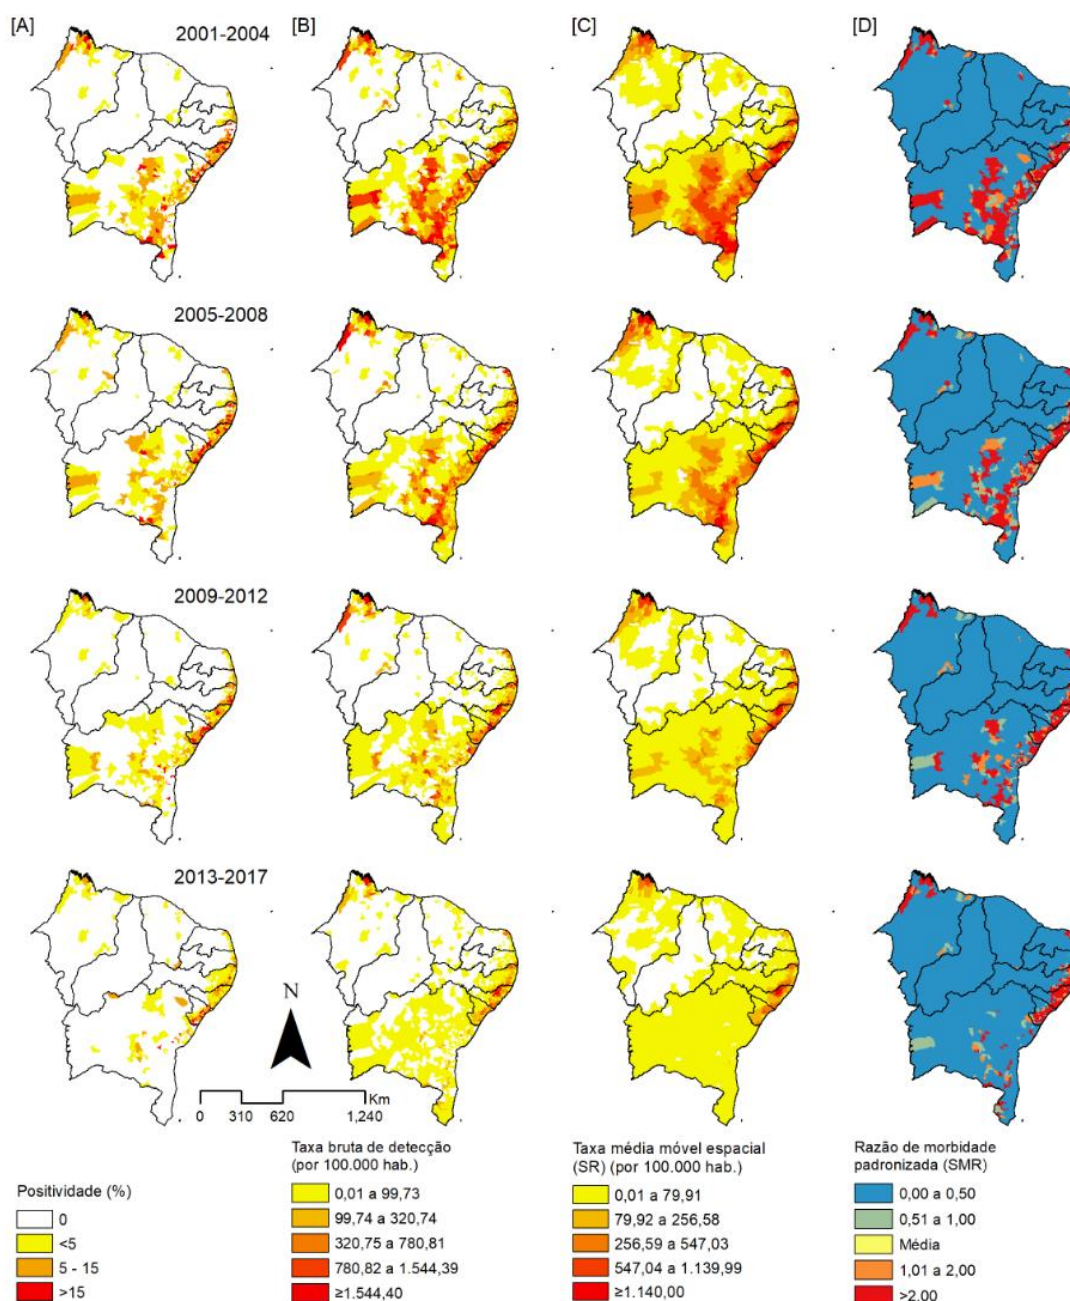 [A]
2001-2004
[B]
[C]
[D]
2005-2008
2009-2012
2013-2017
N
Km
0 310 620 1,240
Positividade (%)
0
<5
5 - 15
>15
Taxa bruta de detecção
(por 100.000 hab.)
0,01 a 99,73
99,74 a 320,74
320,75 a 780,81
780,82 a 1.544,39
≥1.544,40
Taxa média móvel espacial
(SR) (por 100.000 hab.)
0,01 a 79,91
79,92 a 256,58
256,59 a 547,03
547,04 a 1.139,99
≥1.140,00
Razão de morbidade
padronizada (SMR)
0,00 a 0,50
0,51 a 1,00
Média
1,01 a 2,00
>2,00